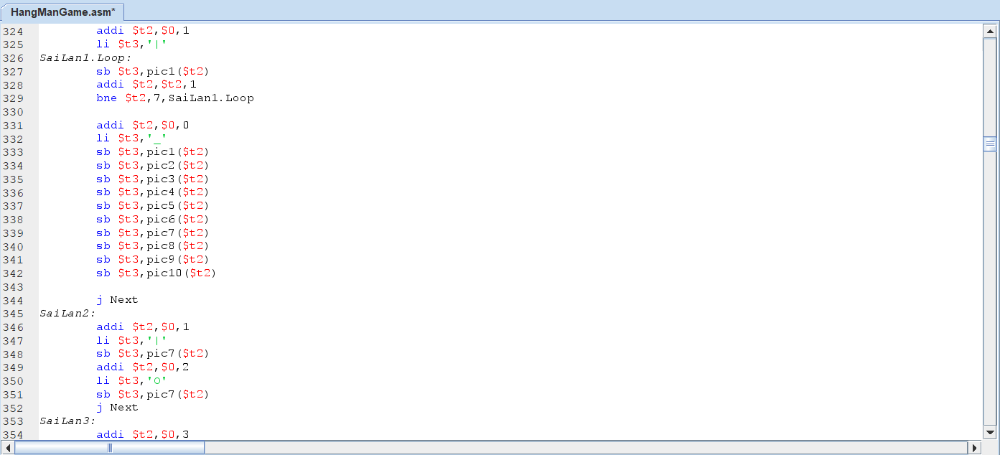 HangManGame.asm*
324 addi $t2,$0,1
325 li $t3,'|'
326 SaiLan1.Loop:
327 sb $t3,pic1($t2)
328 addi $t2,$t2,1
329 bne $t2,7,SaiLan1.Loop
330
331 addi $t2,$0,0
332 li $t3,'_'
333 sb $t3,pic1($t2)
334 sb $t3,pic2($t2)
335 sb $t3,pic3($t2)
336 sb $t3,pic4($t2)
337 sb $t3,pic5($t2)
338 sb $t3,pic6($t2)
339 sb $t3,pic7($t2)
340 sb $t3,pic8($t2)
341 sb $t3,pic9($t2)
342 sb $t3,pic10($t2)
343
344 j Next
345 SaiLan2:
346 addi $t2,$0,1
347 li $t3,'|'
348 sb $t3,pic7($t2)
349 addi $t2,$0,2
350 li $t3,'O'
351 sb $t3,pic7($t2)
352 j Next
353 SaiLan3:
354 addi $t2,$0,3